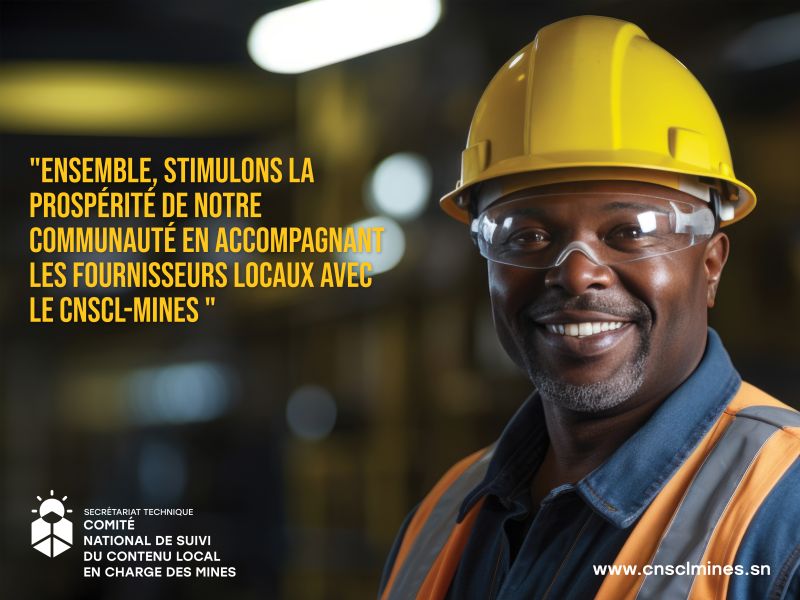 "ENSEMBLE, STIMULONS LA
PROSPÉRITÉ DE NOTRE
COMMUNAUTÉ EN ACCOMPAGNANT
LES FOURNISSEURS LOCAUX AVEC
LE CNSCL-MINES "
SECRÉTARIAT TECHNIQUE
COMITÉ
NATIONAL DE SUIVI
DU CONTENU LOCAL
EN CHARGE DES MINES
www.cnsclmines.sn